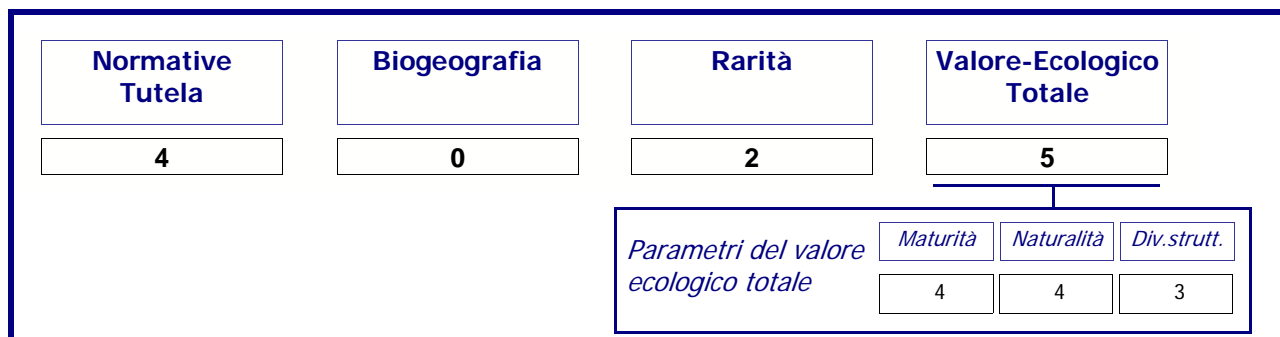 Normative
Tutela
Biogeografia
Rarità
Valore-Ecologico
Totale
4
0
2
5
Parametri del valore
ecologico totale
Maturità
Naturalità
Div.strutt.
4
4
3